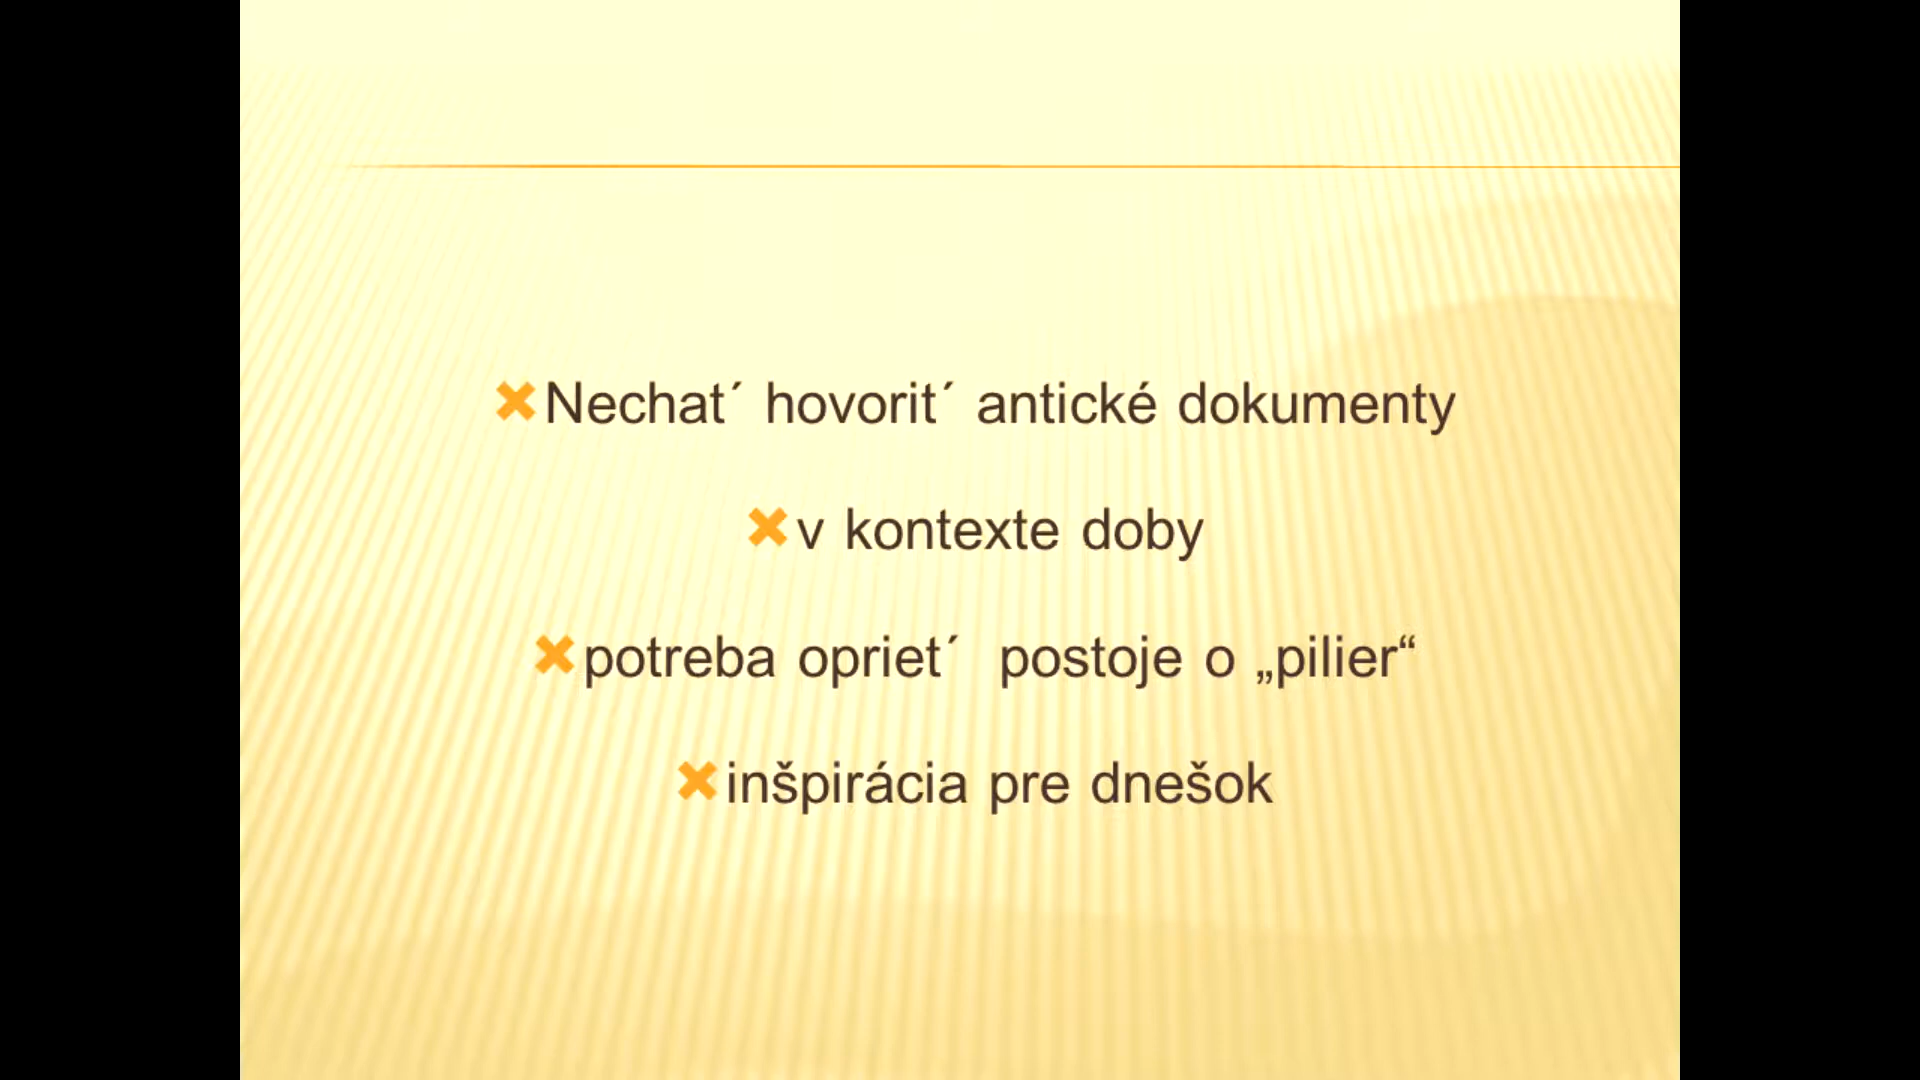 ✖Nechat´ hovorit´ antické dokumenty
✖v kontexte doby
✖potreba opriet´  postoje o „pilier“
✖inšpirácia pre dnešok